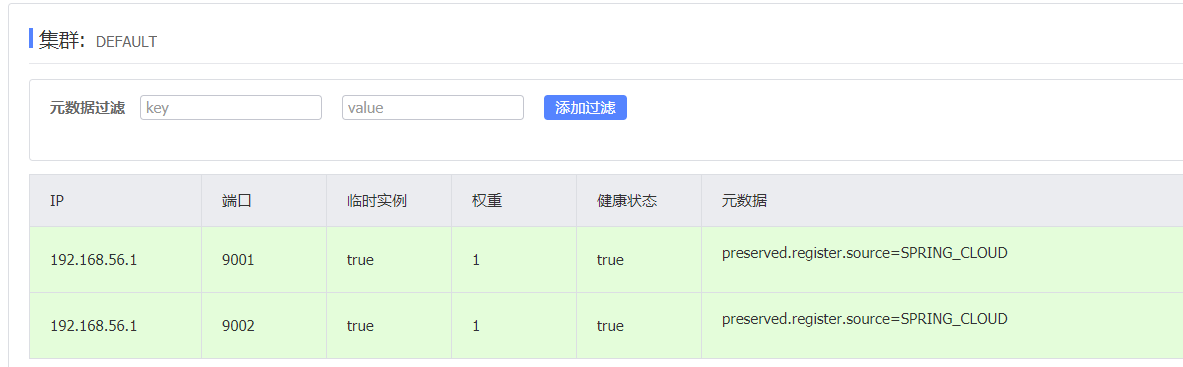 集群: DEFAULT
元数据过滤 key value 添加过滤
IP 端口 临时实例 权重 健康状态 元数据
192.168.56.1 9001 true 1 true preserved.register.source=SPRING_CLOUD
192.168.56.1 9002 true 1 true preserved.register.source=SPRING_CLOUD